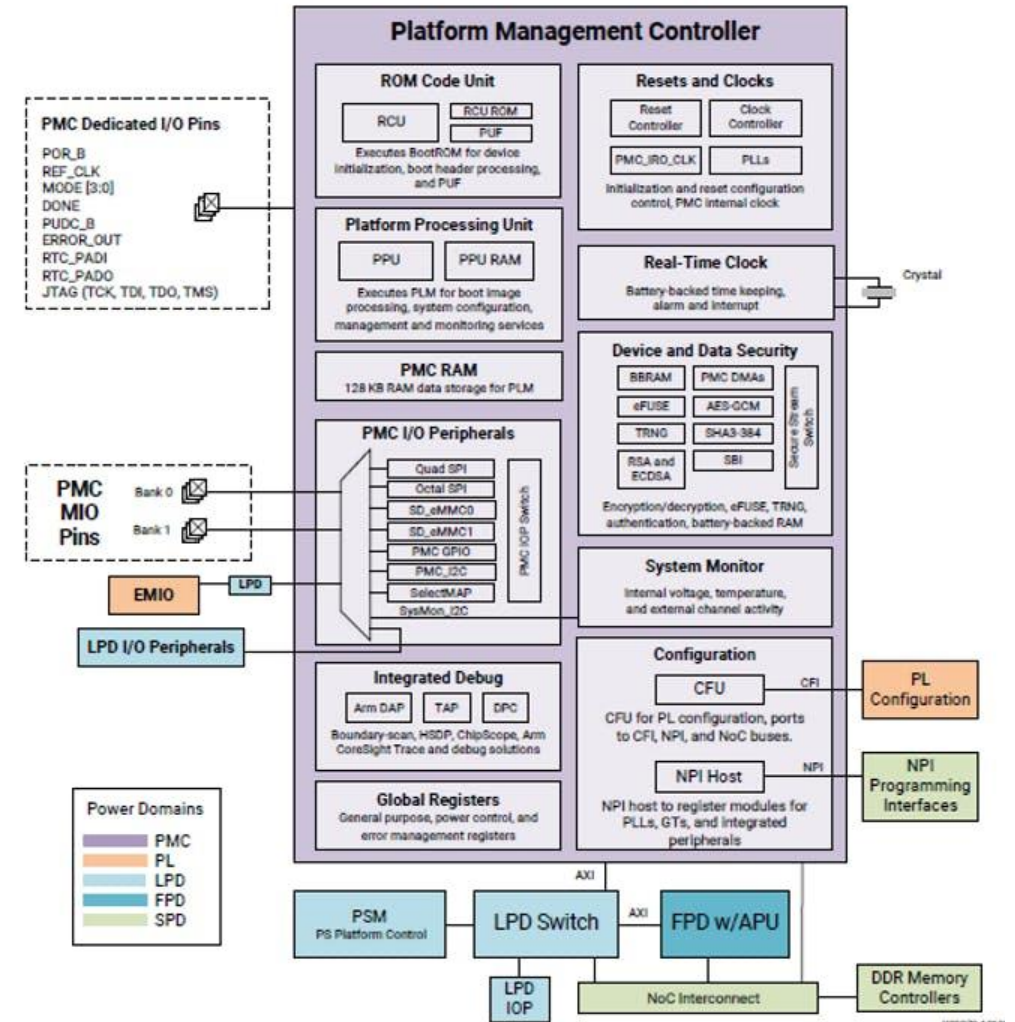 Platform Management Controller
PMC Dedicated I/O Pins
POR_B
REF_CLK
MODE [3:0]
DONE
PUDC_B
ERROR_OUT
RTC_PADI
RTC_PADO
JTAG (TCK, TDI, TDO, TMS)
ROM Code Unit
RCU
RCU ROM
PUF
Executes BootROM for device
initialization, boot header processing,
and PUF
Resets and Clocks
Reset
Controller
Clock
Controller
PMC_IRO_CLK
PLLs
Initialization and reset configuration
control, PMC internal clock
Platform Processing Unit
PPU
PPU RAM
Executes PLM for boot image
processing, system configuration,
management and monitoring services
Real-Time Clock
Battery-backed time keeping,
alarm and interrupt
Crystal
PMC RAM
128 KB RAM data storage for PLM
Device and Data Security
BBRAM
PMC DMAs
eFUSE
AES-GCM
TRNG
SHA3-384
RSA and
ECDSA
SBI
Secure Stream
Switch
Encryption/decryption, eFUSE, TRNG,
authentication, battery-backed RAM
PMC I/O Peripherals
Quad SPI
Octal SPI
SD_eMMC0
SD_eMMC1
PMC GPIO
PMC_I2C
SelectMAP
SysMon_I2C
PMC IOP Switch
PMC
MIO
Pins
Bank 0
Bank 1
EMIO
LPD
LPD I/O Peripherals
System Monitor
Internal voltage, temperature,
and external channel activity
Integrated Debug
Arm DAP
TAP
DPC
Boundary-scan, HSDP, ChipScope, Arm
CoreSight Trace and debug solutions
Configuration
CFU
CFI
CFU for PL configuration, ports
to CFI, NPI, and NoC buses.
NPI Host
NPI
NPI host to register modules for
PLLs, GTs, and integrated
peripherals
PL
Configuration
NPI
Programming
Interfaces
Global Registers
General purpose, power control, and
error management registers
Power Domains
PMC
PL
LPD
FPD
SPD
AXI
PSM
PS Platform Control
LPD Switch
AXI
FPD w/APU
LPD
IOP
NoC Interconnect
DDR Memory
Controllers